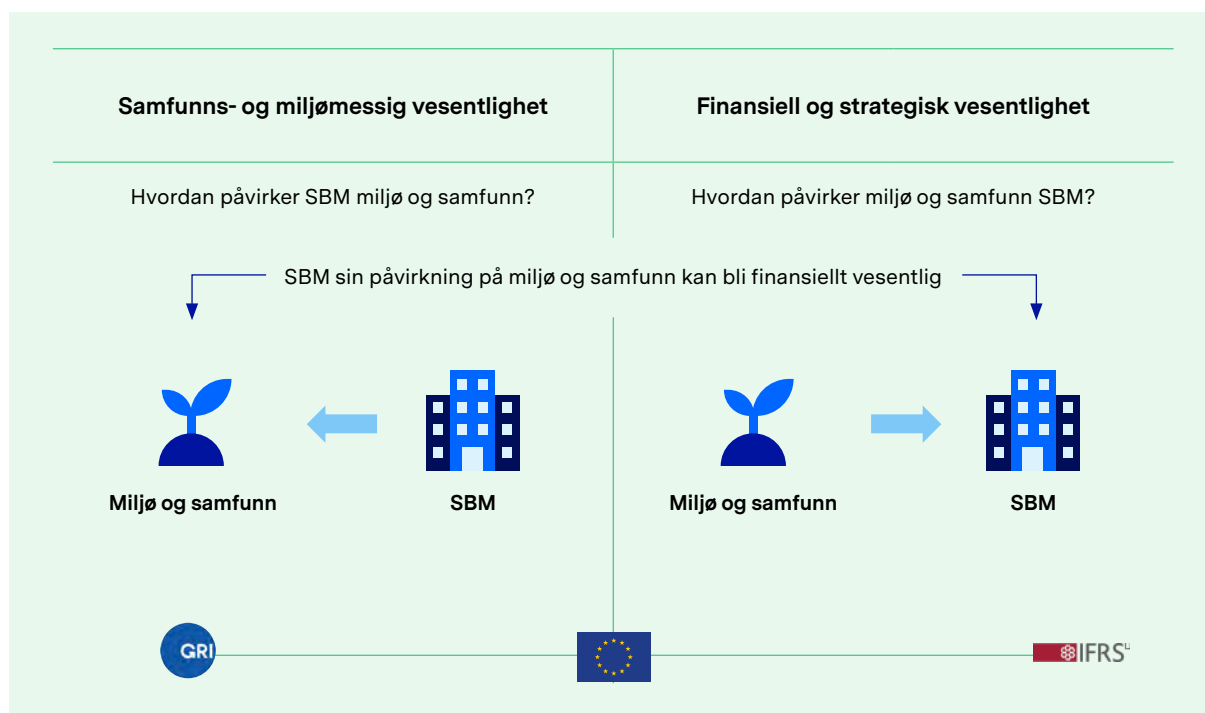 Samfunns- og miljømessig vesentlighet
Finansiell og strategisk vesentlighet
Hvordan påvirker SBM miljø og samfunn?
Hvordan påvirker miljø og samfunn SBM?
SBM sin påvirkning på miljø og samfunn kan bli finansiellt vesentlig
Miljø og samfunn
SBM
Miljø og samfunn
SBM
GRI
IFRS